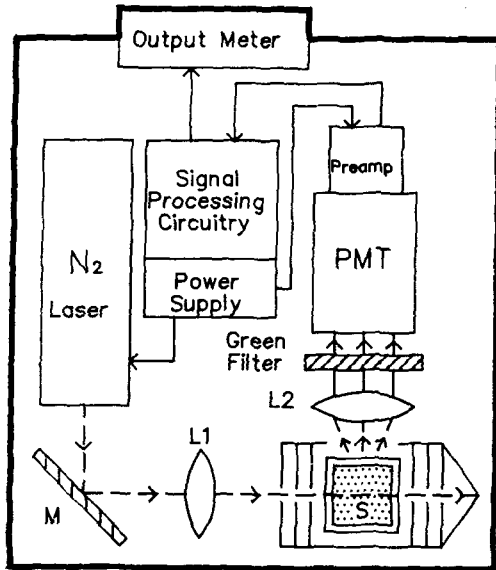 Output Meter
Preamp
Signal
Processing
Circuitry
N2
Laser
PMT
Power
Supply
Green
Filter
L2
L1
M
S